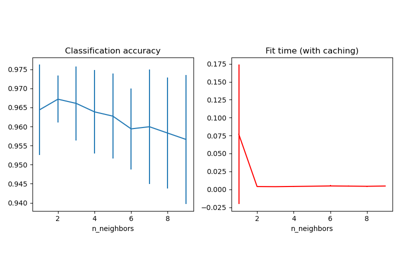 Classification accuracy
0.975
0.970
0.965
0.960
0.955
0.950
0.945
0.940
2 4 6 8
n_neighbors
Fit time (with caching)
0.175
0.150
0.125
0.100
0.075
0.050
0.025
0.000
−0.025
2 4 6 8
n_neighbors